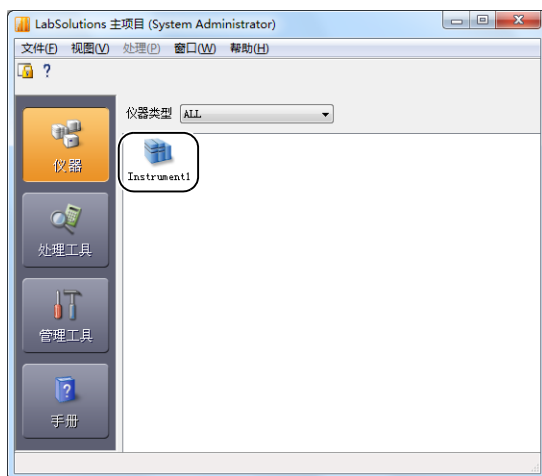 LabSolutions 主项目 (System Administrator)
文件(F) 视图(V) 处理(P) 窗口(W) 帮助(H)
?
仪器类型 ALL
仪器
Instrument1
处理工具
管理工具
?
手册